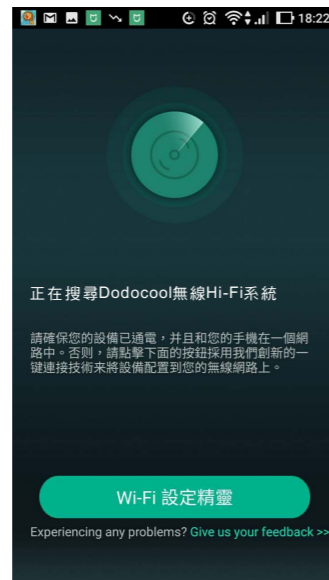 18:22
正在搜尋Dodocool無線Hi-Fi系統
請確保您的設備已通電，并且和您的手機在一個網
路中。否则，請點擊下面的按鈕採用我們創新的一
键連接技術來將設備配置到您的無線網路上。
Wi-Fi 設定精靈
Experiencing any problems? Give us your feedback >>